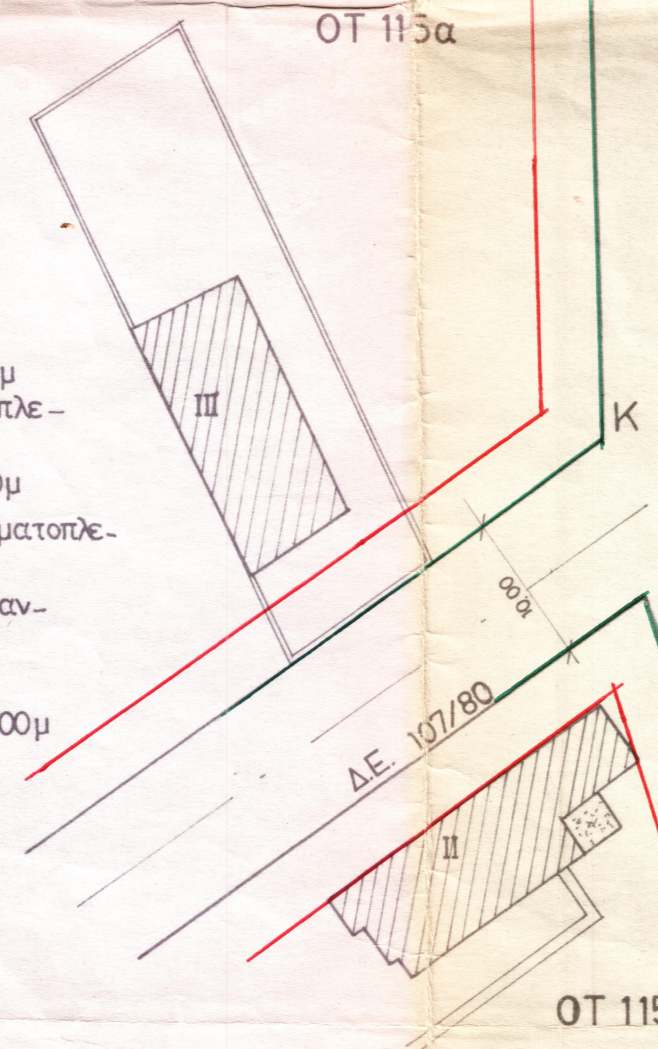 ΟΤ 115α
μ
πλε-
III
Κ
0μ
ματοπλε-
10.00
αν-
00μ
Δ.Ε. 107/80
II
ΟΤ 115